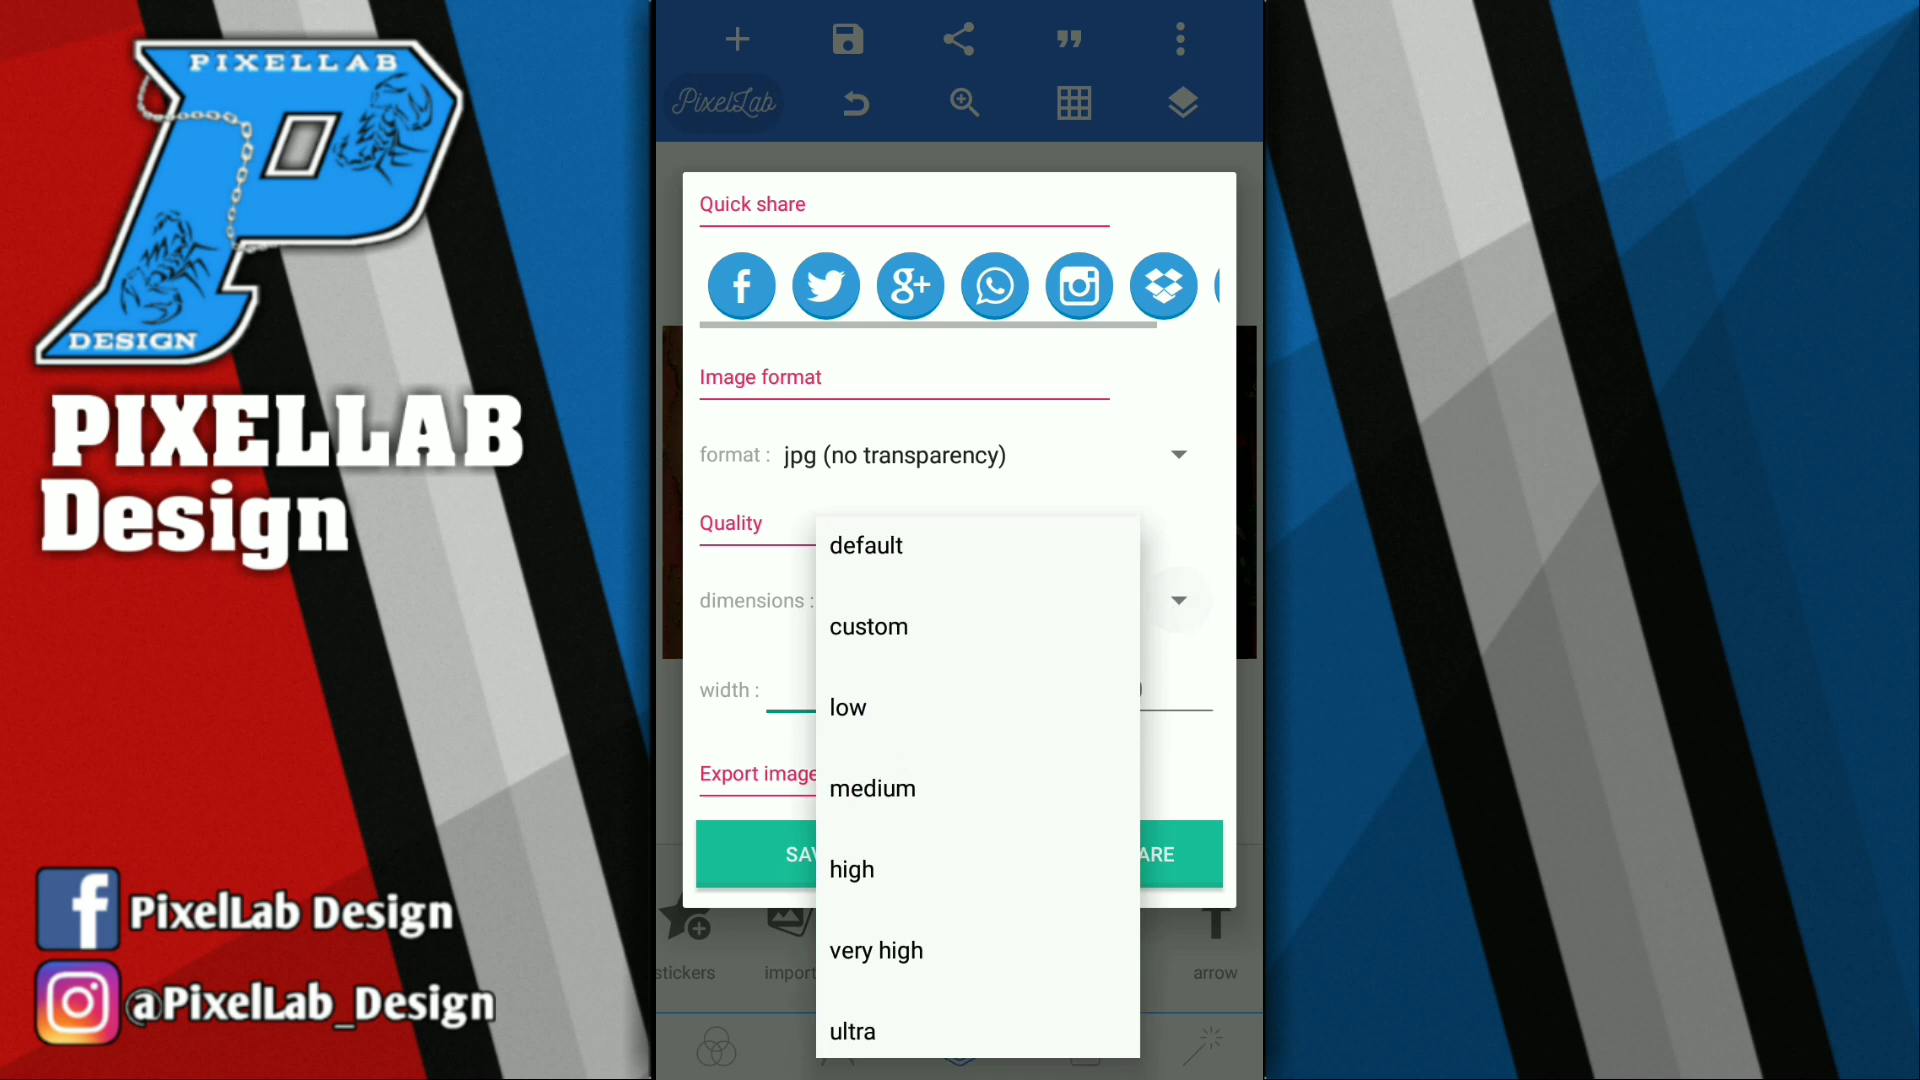 PIXELLAB
DESIGN
PIXELLAB
Design
PixelLab Design
@PixelLab_Design
PixelLab
Quick share
Image format
format : jpg (no transparency)
Quality
dimensions :
width :
Export image
SAV
ARE
default
custom
low
medium
high
very high
ultra
stickers
import
arrow